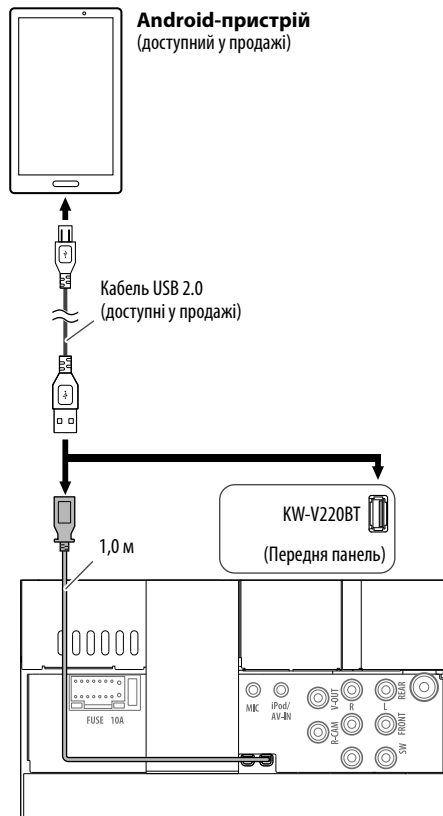 Android-пристрій
(доступний у продажі)
Кабель USB 2.0
(доступні у продажі)
KW-V220BT
(Передня панель)
1,0 м
FUSE 10A
MIC
iPod/
AV-IN
V-OUT
R-CAM
R
L
REAR
FRONT
SW